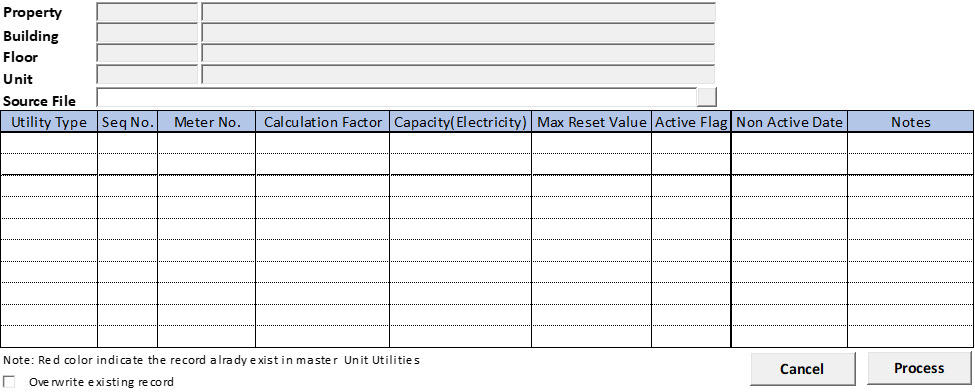 Property
Building
Floor
Unit
Source File
Utility Type Seq No. Meter No. Calculation Factor Capacity(Electricity) Max Reset Value Active Flag Non Active Date Notes
Note: Red color indicate the record alrady exist in master Unit Utilities
Overwrite existing record
Cancel Process